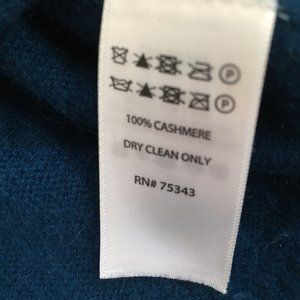 P
P
100% CASHMERE
DRY CLEAN ONLY
RN# 75343